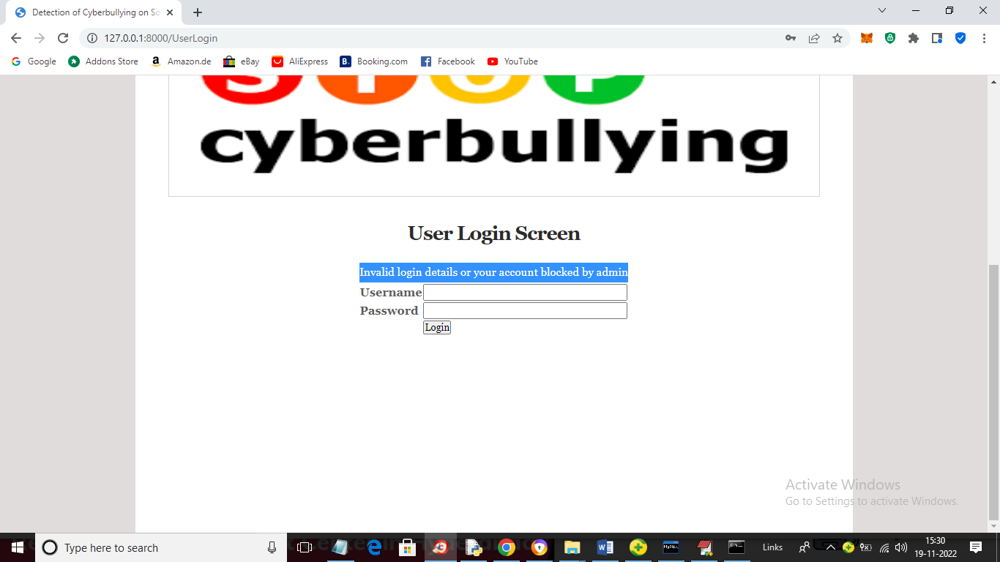 Detection of Cyberbullying on So
127.0.0.1:8000/UserLogin
Google Addons Store Amazon.de eBay AliExpress Booking.com Facebook YouTube
STOP
cyberbullying
User Login Screen
Invalid login details or your account blocked by admin
Username
Password
Login
Activate Windows
Go to Settings to activate Windows.
Type here to search
Links
15:30
19-11-2022